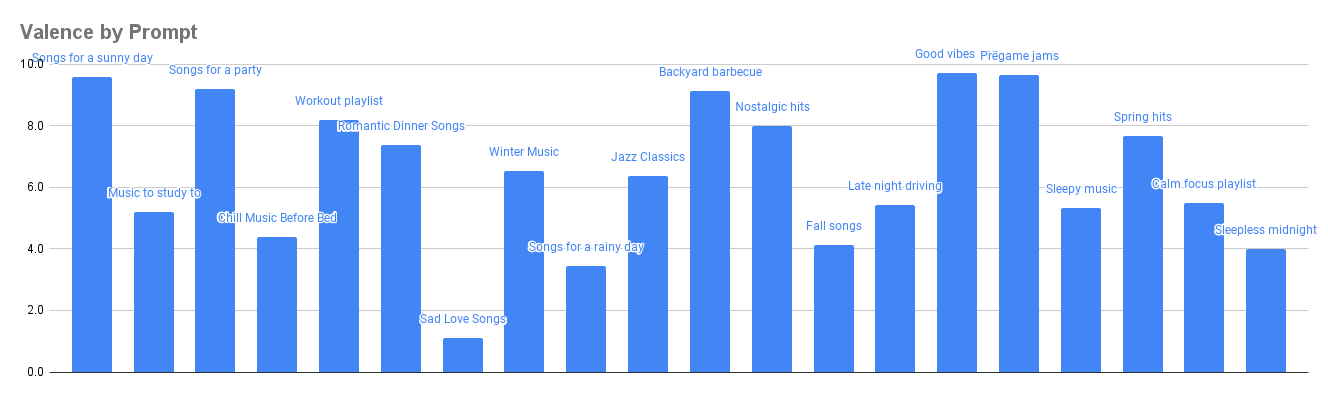 Valence by Prompt
10.0
8.0
6.0
4.0
2.0
0.0
Songs for a sunny day
Music to study to
Songs for a party
Chill Music Before Bed
Workout playlist
Romantic Dinner Songs
Sad Love Songs
Winter Music
Songs for a rainy day
Jazz Classics
Backyard barbecue
Nostalgic hits
Fall songs
Late night driving
Good vibes
Pregame jams
Sleepy music
Spring hits
Calm focus playlist
Sleepless midnight